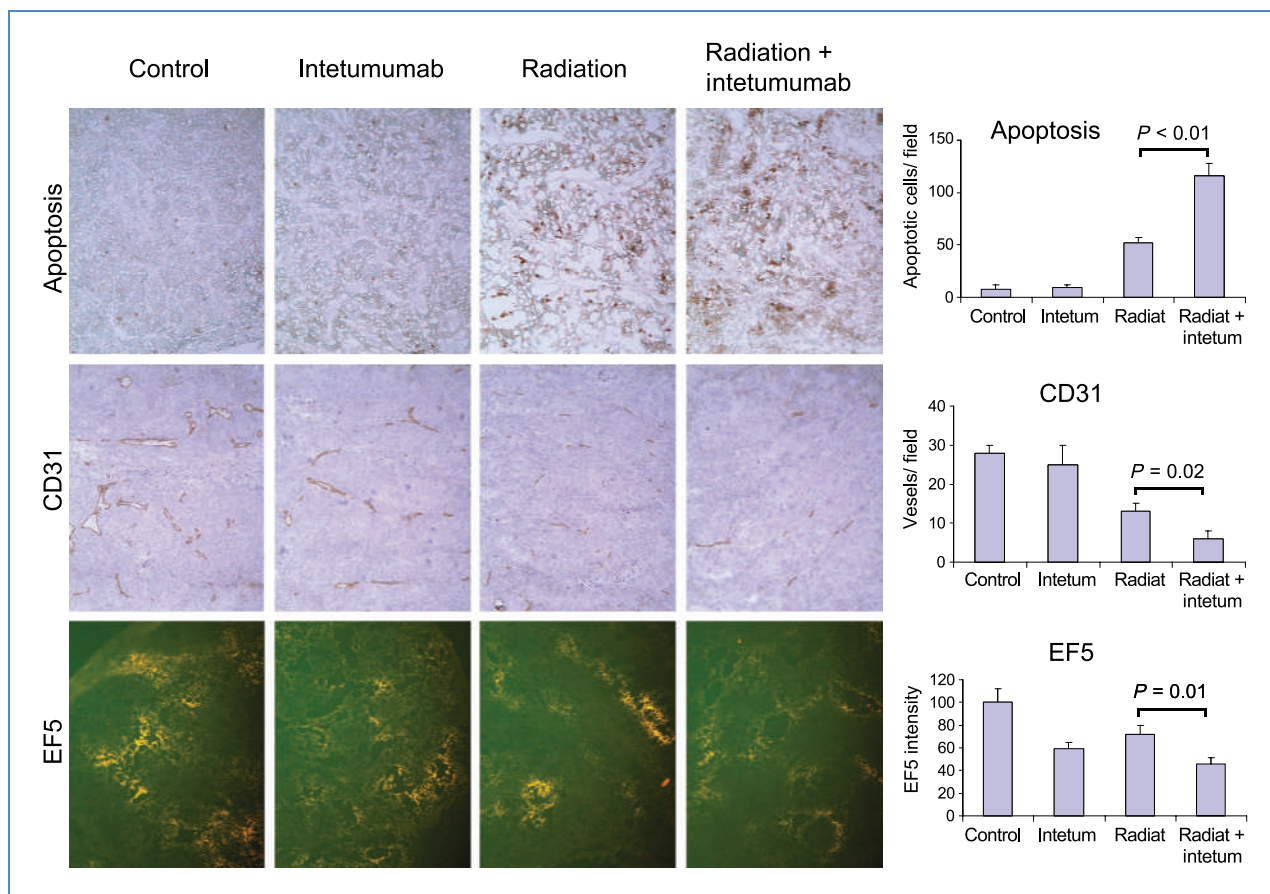 Control
Intetumumab
Radiation
Radiation +
intetumumab
Apoptosis
CD31
EF5
Apoptosis
P < 0.01
Apoptotic cells/ field
150
100
50
0
Control
Intetum
Radiat
Radiat +
intetum
CD31
P = 0.02
Vesels/ field
40
30
20
10
0
Control
Intetum
Radiat
Radiat +
intetum
EF5
P = 0.01
EF5 intensity
120
100
80
60
40
20
0
Control
Intetum
Radiat
Radiat +
intetum